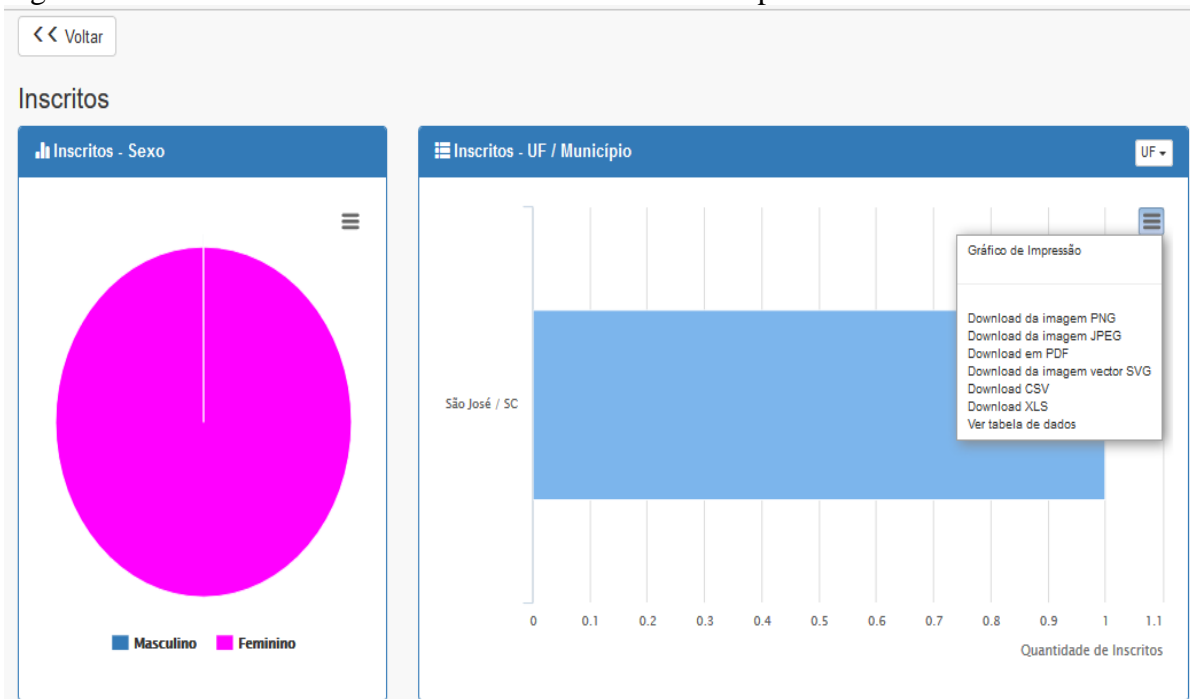 Voltar
Inscritos
Inscritos - Sexo
Masculino Feminino
Inscritos - UF / Município
UF
Gráfico de Impressão
Download da imagem PNG
Download da imagem JPEG
Download em PDF
Download da imagem vector SVG
Download CSV
Download XLS
Ver tabela de dados
São José / SC
0 0.1 0.2 0.3 0.4 0.5 0.6 0.7 0.8 0.9 1 1.1
Quantidade de Inscritos